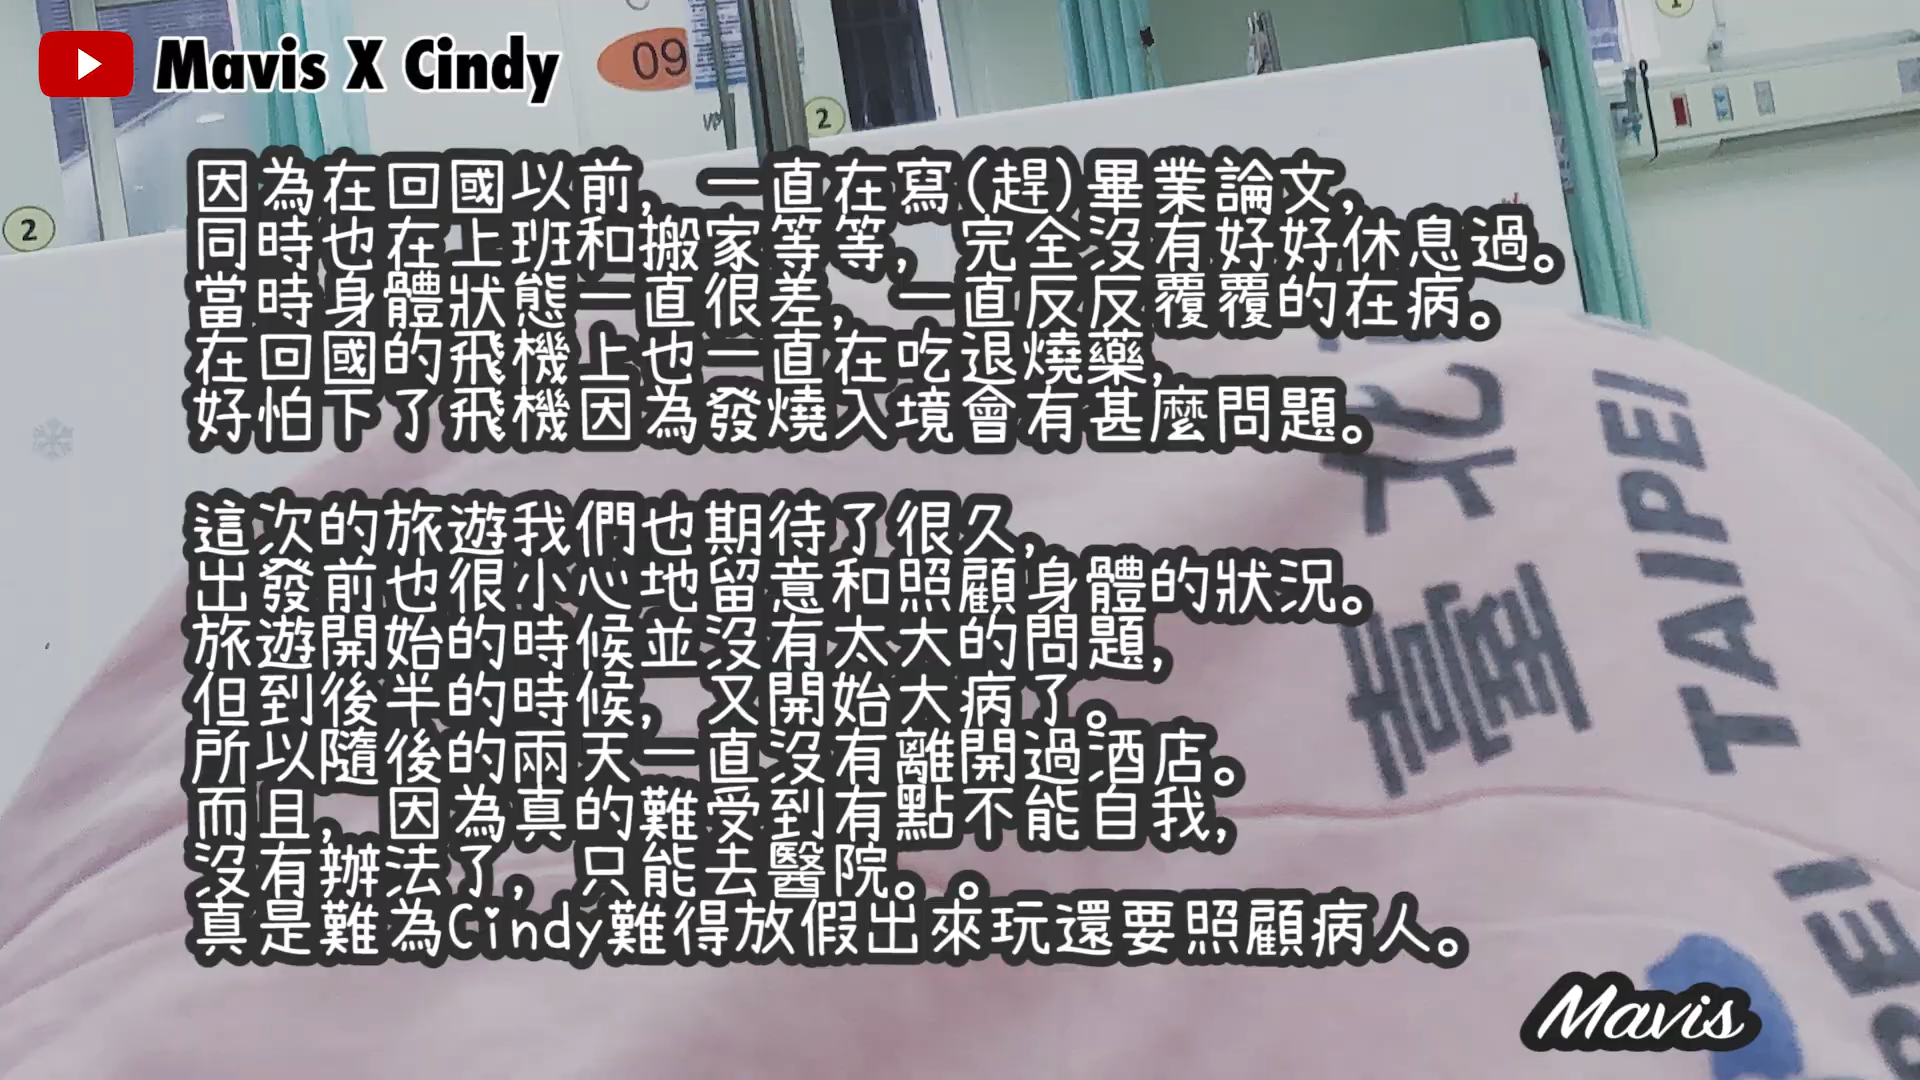 Mavis X Cindy
09
2
2
1
因為在回國以前, 一直在寫(趕)畢業論文,
同時也在上班和搬家等等, 完全沒有好好休息過。
當時身體狀態一直很差, 一直反反覆覆的在病。
在回國的飛機上也一直在吃退燒藥,
好怕下了飛機因為發燒入境會有甚麼問題。
這次的旅遊我們也期待了很久,
出發前也很小心地留意和照顧身體的狀況。
旅遊開始的時候並沒有太大的問題,
但到後半的時候, 又開始大病了。
所以隨後的兩天一直沒有離開過酒店。
而且, 因為真的難受到有點不能自我,
沒有辦法了, 只能去醫院。。
真是難為Cindy難得放假出來玩還要照顧病人。
Mavis
臺北
TAIPEI
PEI